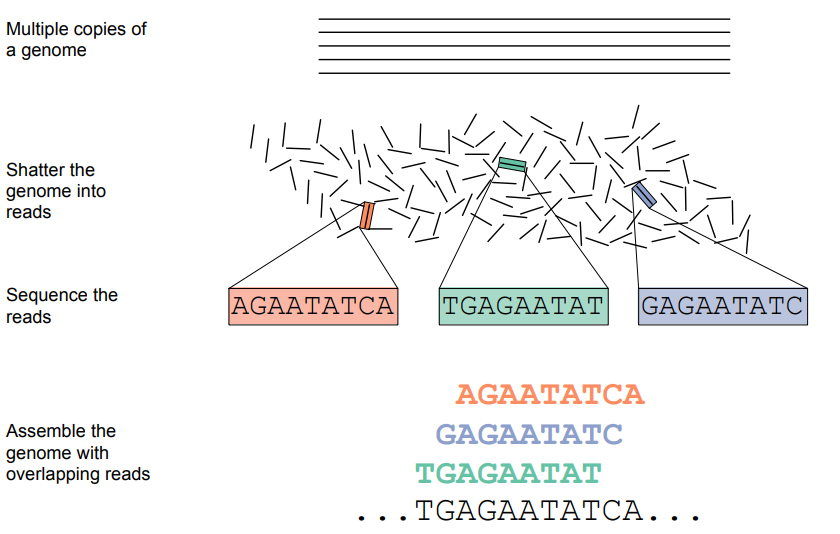 Multiple copies of
a genome
Shatter the
genome into
reads
Sequence the
reads
AGAATATCA TGAGAATAT GAGAATATC
AGAATATCA
GAGAATATC
Assemble the
genome with
overlapping reads
TGAGAATAT
...TGAGAATATCA...